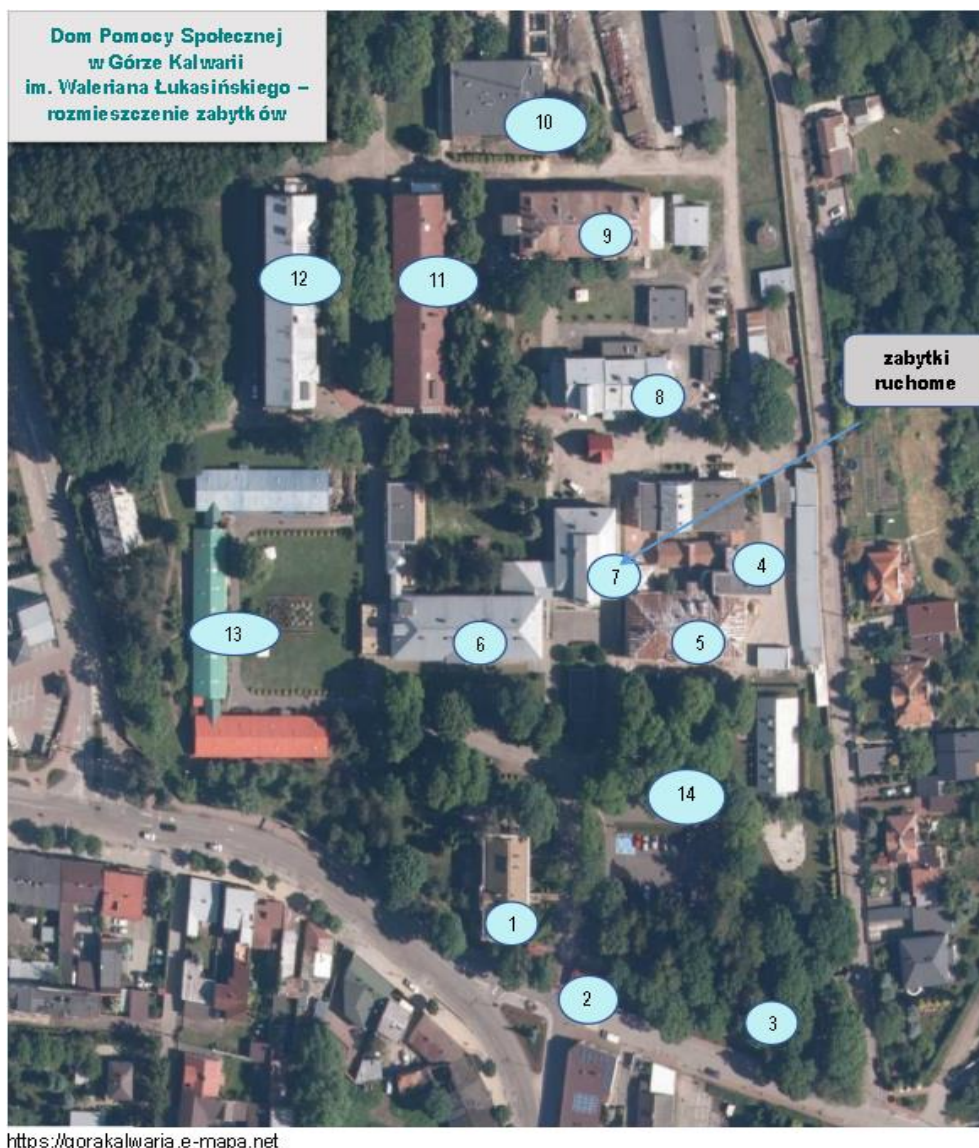 Dom Pomocy Społecznej
w Górze Kalwarii
im. Waleriana Łukasińskiego –
rozmieszczenie zabytków
10
9
12
11
zabytki
ruchome
8
4
7
13
6
5
14
1
2
3
https://gorakalwaria.e-mapa.net